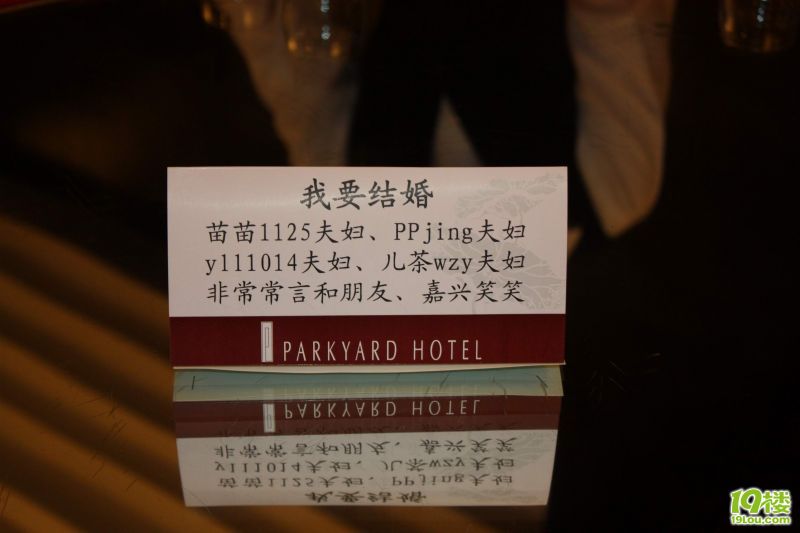 我要结婚
苗苗1125夫妇、PPjing夫妇
yl11014夫妇、儿茶wzy夫妇
非常常言和朋友、嘉兴笑笑
PARKYARD HOTEL
19楼
19lou.com